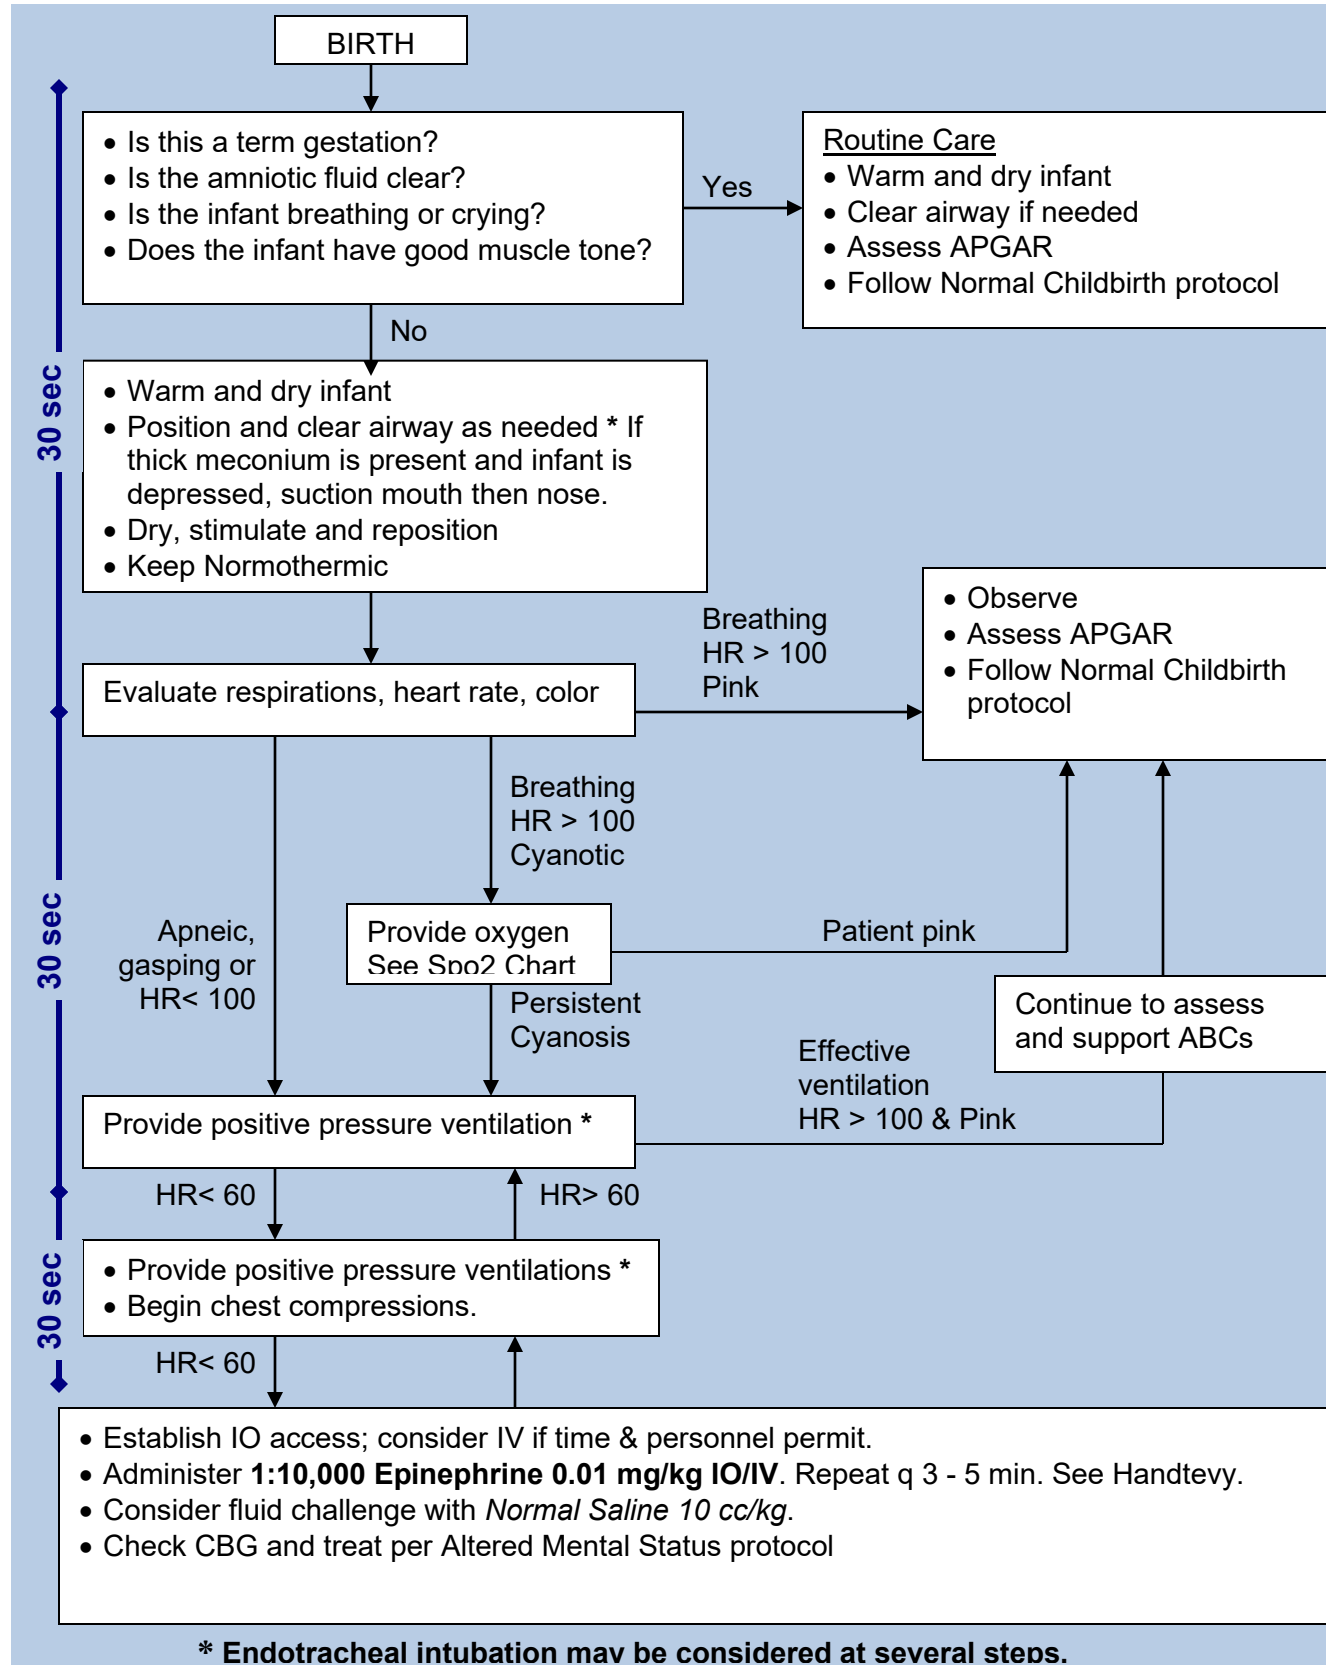 BIRTH
• Is this a term gestation?
• Is the amniotic fluid clear?
• Is the infant breathing or crying?
• Does the infant have good muscle tone?
Yes
Routine Care
• Warm and dry infant
• Clear airway if needed
• Assess APGAR
• Follow Normal Childbirth protocol
No
30 sec
• Warm and dry infant
• Position and clear airway as needed * If
thick meconium is present and infant is
depressed, suction mouth then nose.
• Dry, stimulate and reposition
• Keep Normothermic
Breathing
HR > 100
Pink
• Observe
• Assess APGAR
• Follow Normal Childbirth
protocol
Evaluate respirations, heart rate, color
Breathing
HR > 100
Cyanotic
30 sec
Apneic,
gasping or
HR< 100
Provide oxygen
See Spo2 Chart
Patient pink
Persistent
Cyanosis
Continue to assess
and support ABCs
Effective
ventilation
HR > 100 & Pink
Provide positive pressure ventilation *
HR< 60
HR> 60
30 sec
• Provide positive pressure ventilations *
• Begin chest compressions.
HR< 60
• Establish IO access; consider IV if time & personnel permit.
• Administer 1:10,000 Epinephrine 0.01 mg/kg IO/IV. Repeat q 3 - 5 min. See Handtevy.
• Consider fluid challenge with Normal Saline 10 cc/kg.
• Check CBG and treat per Altered Mental Status protocol
* Endotracheal intubation may be considered at several steps.